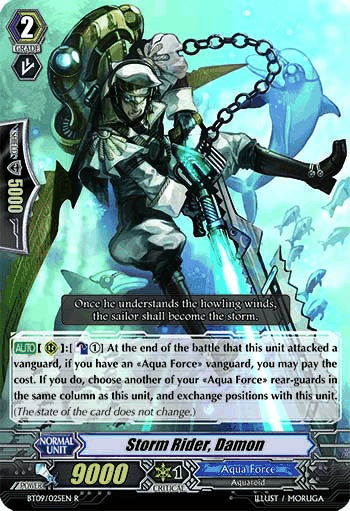 2
GRADE
SHIELD
5000
Once he understands the howling winds,
the sailor shall become the storm.
AUTO [ ]:[ ①] At the end of the battle that this unit attacked a
vanguard, if you have an «Aqua Force» vanguard, you may pay the
cost. If you do, choose another of your «Aqua Force» rear-guards in
the same column as this unit, and exchange positions with this unit.
(The state of the card does not change.)
NORMAL
UNIT
Storm Rider, Damon
POWER
9000
1
CRITICAL
Aqua Force
Aquaroid
BT09/025EN R
ILLUST / MORUGA